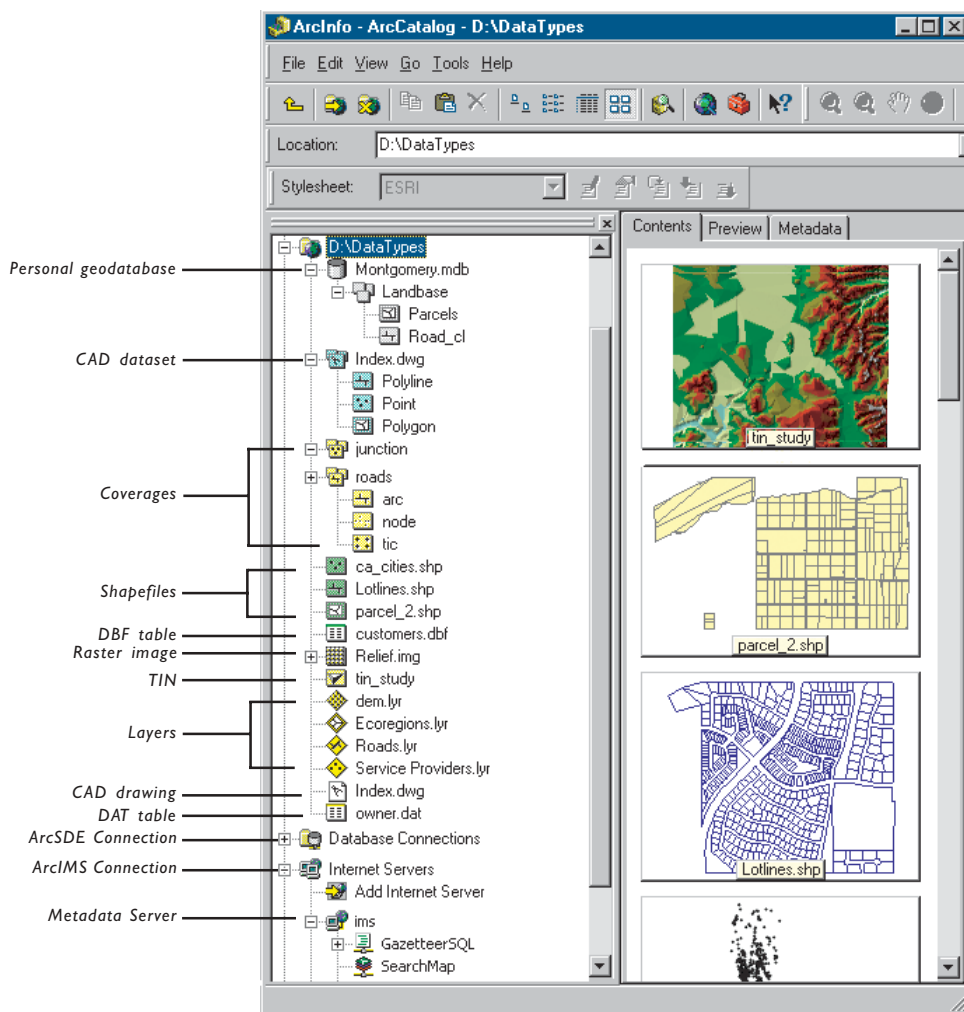 ArcInfo - ArcCatalog - D:\DataTypes
File Edit View Go Tools Help
Location: D:\DataTypes
Stylesheet: ESRI
Contents Preview Metadata
D:\DataTypes
Personal geodatabase Montgomery.mdb
Landbase
Parcels
Road_cl
CAD dataset Index.dwg
Polyline
Point
Polygon
junction
roads
Coverages arc
node
tic
ca_cities.shp
Shapefiles Lotlines.shp
parcel_2.shp
DBF table customers.dbf
Raster image Relief.img
TIN tin_study
dem.lyr
Ecoregions.lyr
Layers Roads.lyr
Service Providers.lyr
CAD drawing Index.dwg
DAT table owner.dat
ArcSDE Connection Database Connections
ArcIMS Connection Internet Servers
Add Internet Server
Metadata Server ims
GazetteerSQL
SearchMap
tin_study
parcel_2.shp
Lotlines.shp